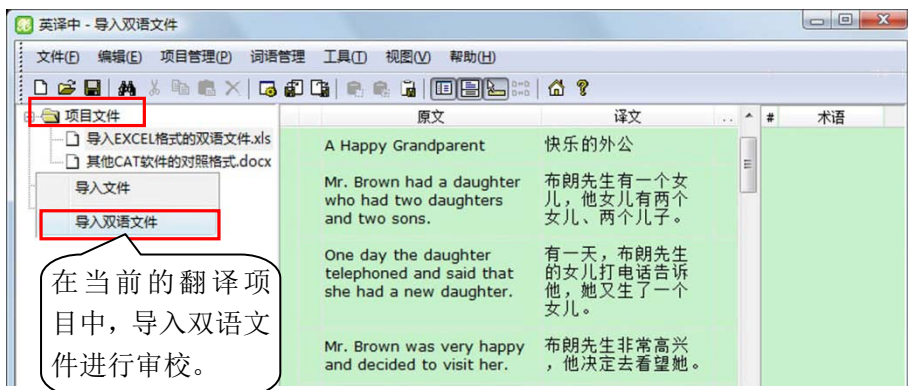 英译中 - 导入双语文件
文件(F) 编辑(E) 项目管理(P) 词语管理 工具(T) 视图(V) 帮助(H)
项目文件
导入EXCEL格式的双语文件.xls
其他CAT软件的对照格式.docx
导入文件
导入双语文件
在当前的翻译项
目中，导入双语文
件进行审校。
原文 译文 .. # 术语
A Happy Grandparent
快乐的外公
Mr. Brown had a daughter
who had two daughters
and two sons.
布朗先生有一个女
儿，他女儿有两个
女儿、两个儿子。
One day the daughter
telephoned and said that
she had a new daughter.
有一天，布朗先生
的女儿打电话告诉
他，她又生了一个
女儿。
Mr. Brown was very happy
and decided to visit her.
布朗先生非常高兴
，他决定去看望她。